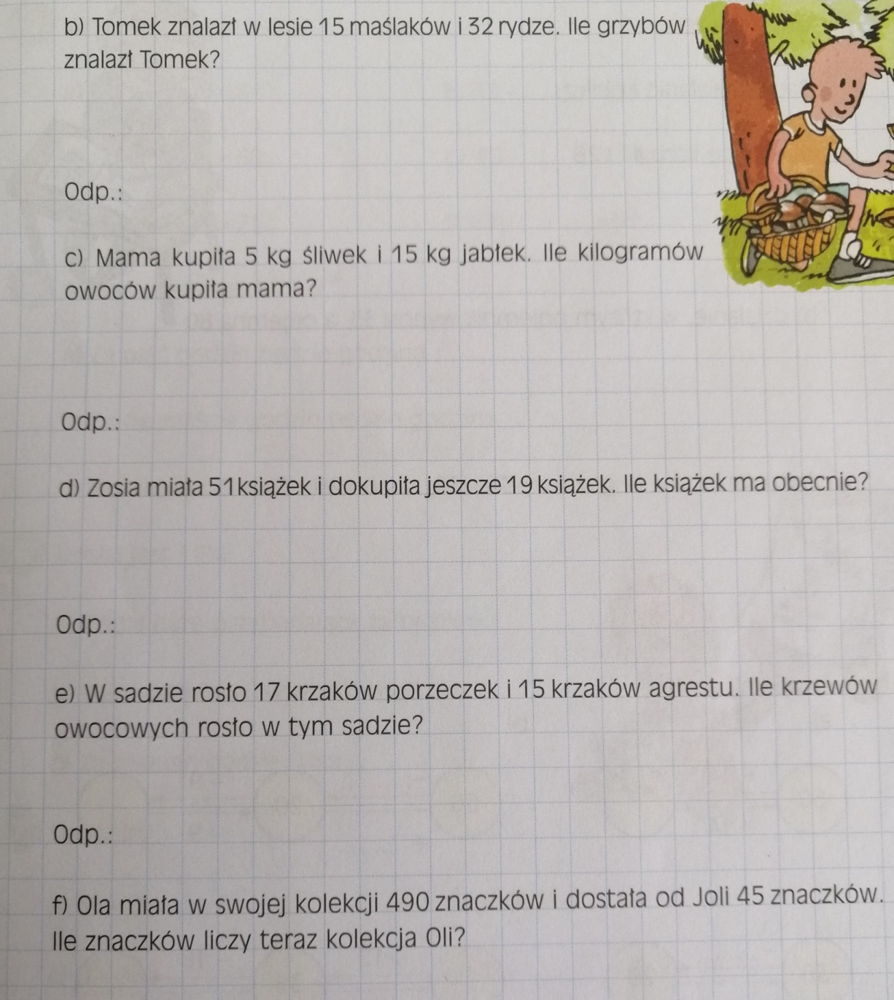 b) Tomek znalazł w lesie 15 maślaków i 32 rydze. Ile grzybów
znalazł Tomek?
Odp.:
c) Mama kupiła 5 kg śliwek i 15 kg jabłek. Ile kilogramów
owoców kupiła mama?
Odp.:
d) Zosia miała 51 książek i dokupiła jeszcze 19 książek. Ile książek ma obecnie?
Odp.:
e) W sadzie rosło 17 krzaków porzeczek i 15 krzaków agrestu. Ile krzewów
owocowych rosło w tym sadzie?
Odp.:
f) Ola miała w swojej kolekcji 490 znaczków i dostała od Joli 45 znaczków.
Ile znaczków liczy teraz kolekcja Oli?